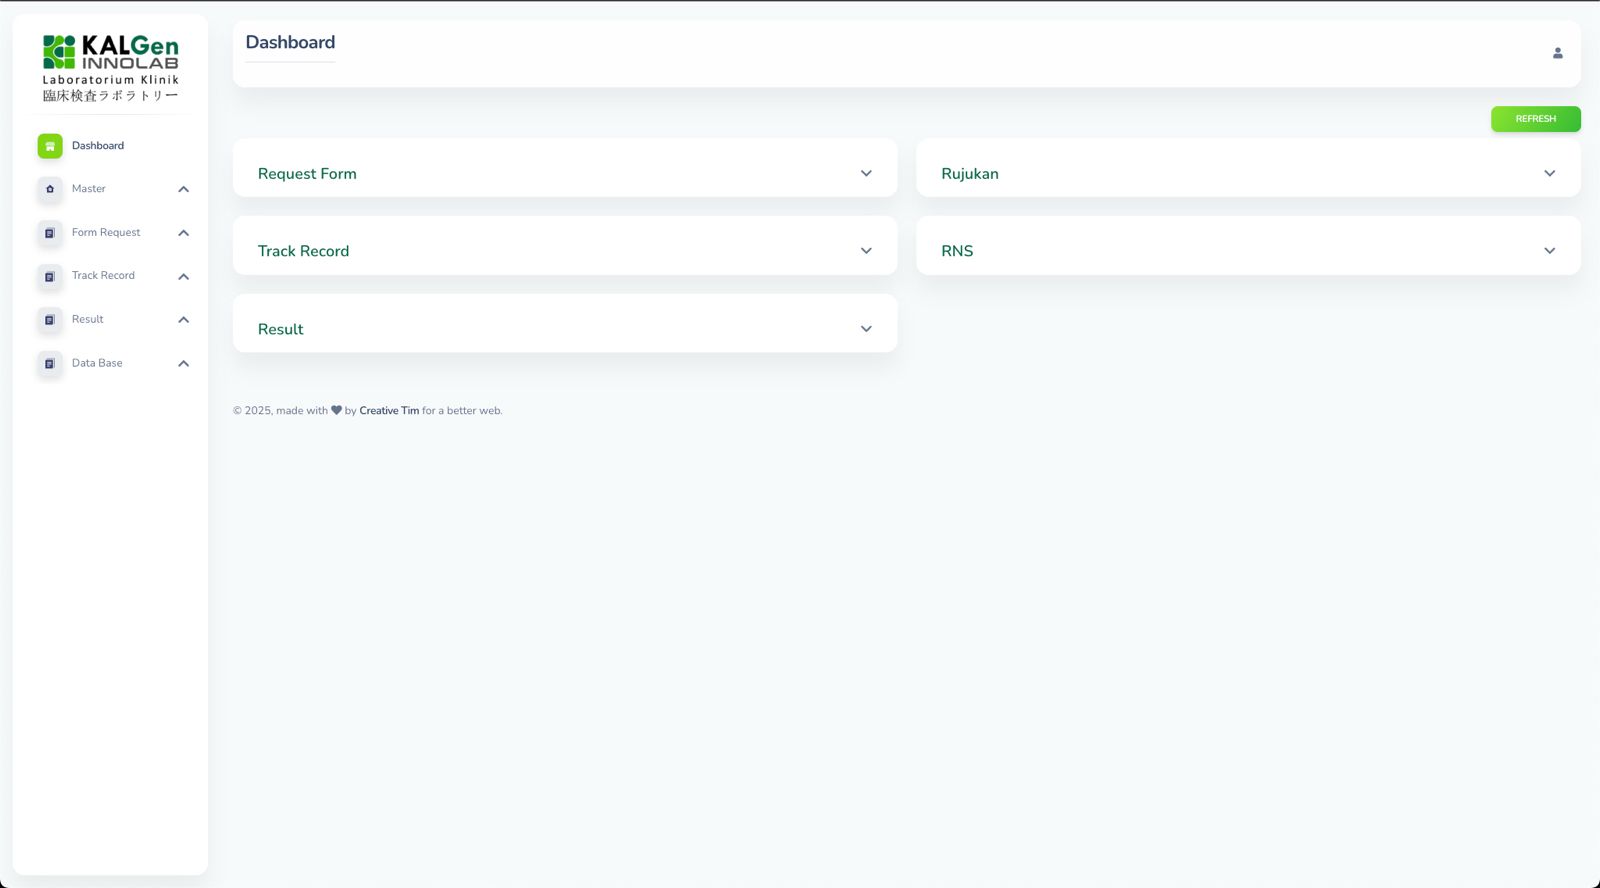 KALGen
INNOLAB
Laboratorium Klinik
臨床検査ラボラトリー
Dashboard
Master
Form Request
Track Record
Result
Data Base
Dashboard
REFRESH
Request Form
Rujukan
Track Record
RNS
Result
© 2025, made with ♥ by Creative Tim for a better web.